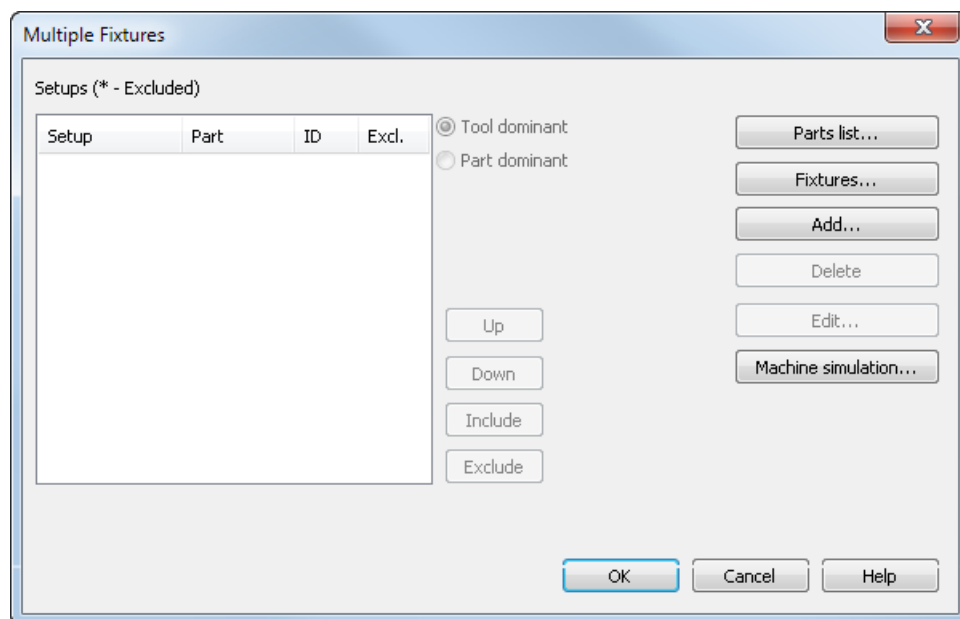 Multiple Fixtures
Setups (* - Excluded)
Setup Part ID Excl.
Tool dominant
Part dominant
Up
Down
Include
Exclude
Parts list...
Fixtures...
Add...
Delete
Edit...
Machine simulation...
OK Cancel Help